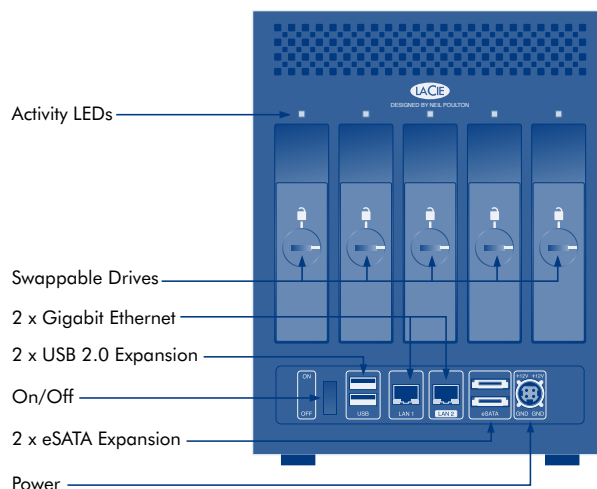 LACIE
DESIGNED BY NEIL POULTON
Activity LEDs
Swappable Drives
2 x Gigabit Ethernet
2 x USB 2.0 Expansion
On/Off
2 x eSATA Expansion
Power
ON
OFF
USB
LAN 1
LAN 2
eSATA
+12V +12V
GND GND